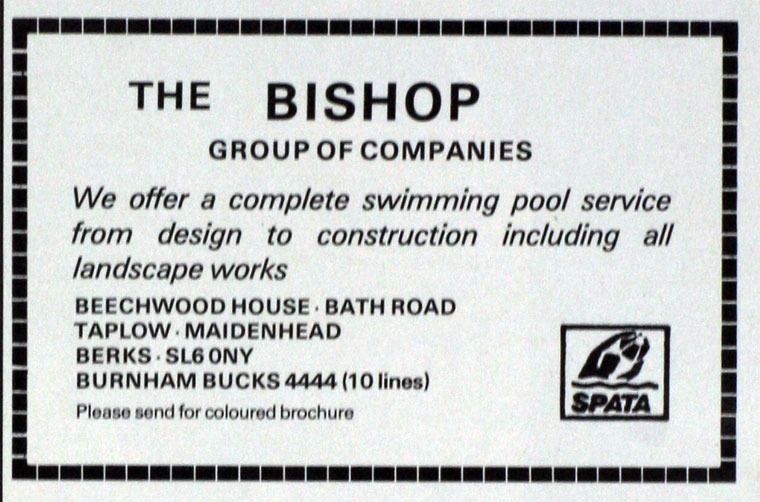 THE BISHOP
GROUP OF COMPANIES
We offer a complete swimming pool service
from design to construction including all
landscape works
BEECHWOOD HOUSE · BATH ROAD
TAPLOW · MAIDENHEAD
BERKS · SL6 0NY
BURNHAM BUCKS 4444 (10 lines)
Please send for coloured brochure
SPATA